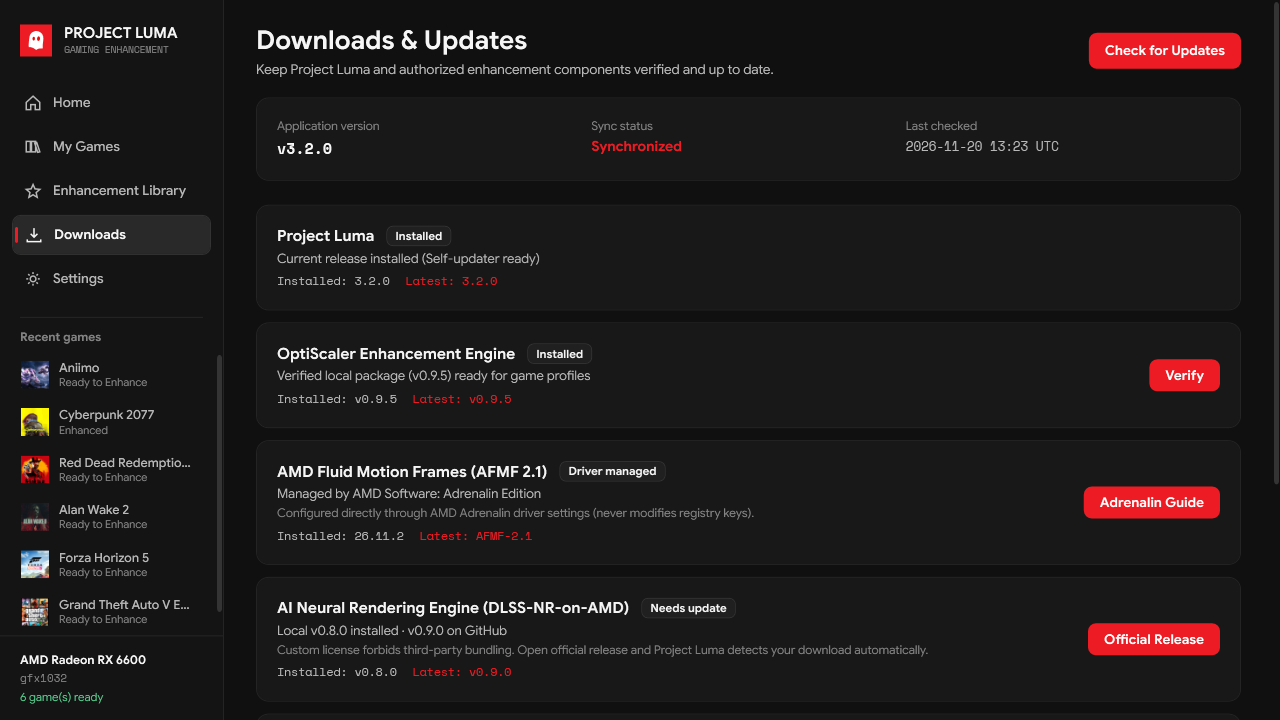 PROJECT LUMA
GAMING ENHANCEMENT
Home
My Games
Enhancement Library
Downloads
Settings
Recent games
Aniimo
Ready to Enhance
Cyberpunk 2077
Enhanced
Red Dead Redemptio...
Ready to Enhance
Alan Wake 2
Ready to Enhance
Forza Horizon 5
Ready to Enhance
Grand Theft Auto V E...
Ready to Enhance
AMD Radeon RX 6600
gfx1032
6 game(s) ready
Downloads & Updates
Keep Project Luma and authorized enhancement components verified and up to date.
Check for Updates
Application version
v3.2.0
Sync status
Synchronized
Last checked
2026-11-20 13:23 UTC
Project Luma Installed
Current release installed (Self-updater ready)
Installed: 3.2.0 Latest: 3.2.0
OptiScaler Enhancement Engine Installed
Verified local package (v0.9.5) ready for game profiles
Installed: v0.9.5 Latest: v0.9.5
Verify
AMD Fluid Motion Frames (AFMF 2.1) Driver managed
Managed by AMD Software: Adrenalin Edition
Configured directly through AMD Adrenalin driver settings (never modifies registry keys).
Installed: 26.11.2 Latest: AFMF-2.1
Adrenalin Guide
AI Neural Rendering Engine (DLSS-NR-on-AMD) Needs update
Local v0.8.0 installed · v0.9.0 on GitHub
Custom license forbids third-party bundling. Open official release and Project Luma detects your download automatically.
Installed: v0.8.0 Latest: v0.9.0
Official Release